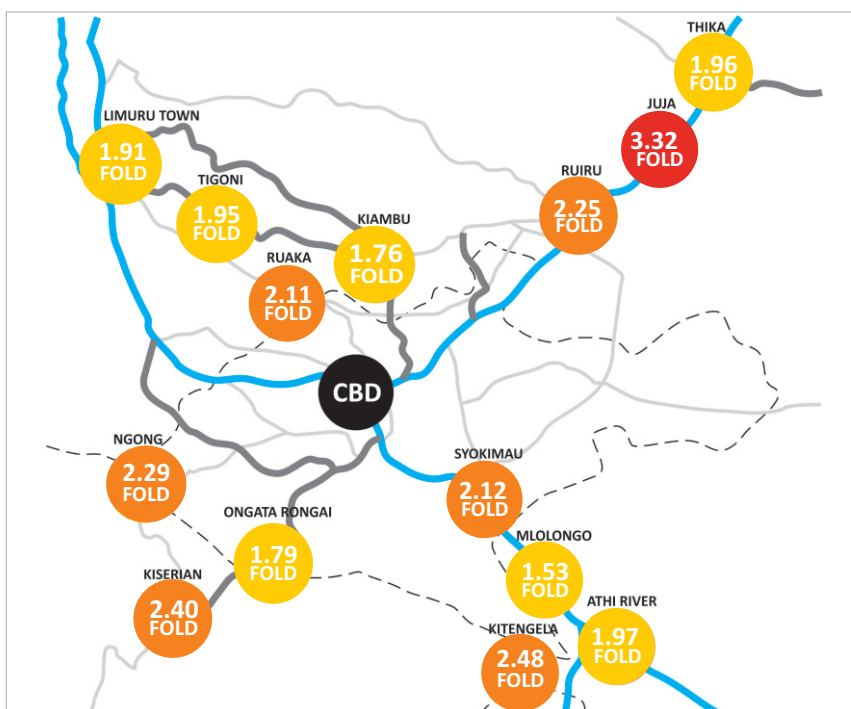 THIKA
1.96
FOLD
JUJA
3.32
FOLD
LIMURU TOWN
1.91
FOLD
TIGONI
1.95
FOLD
RUIRU
2.25
FOLD
KIAMBU
1.76
FOLD
RUAKA
2.11
FOLD
CBD
NGONG
2.29
FOLD
SYOKIMAU
2.12
FOLD
ONGATA RONGAI
1.79
FOLD
MLOLONGO
1.53
FOLD
KISERIAN
2.40
FOLD
ATHI RIVER
1.97
FOLD
KITENGELA
2.48
FOLD